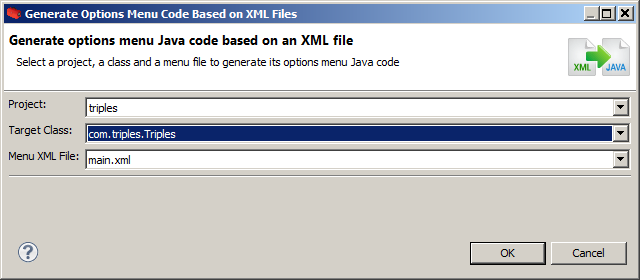 Generate Options Menu Code Based on XML Files
Generate options menu Java code based on an XML file
Select a project, a class and a menu file to generate its options menu Java code
XML JAVA
Project: triples
Target Class: com.triples.Triples
Menu XML File: main.xml
? OK Cancel